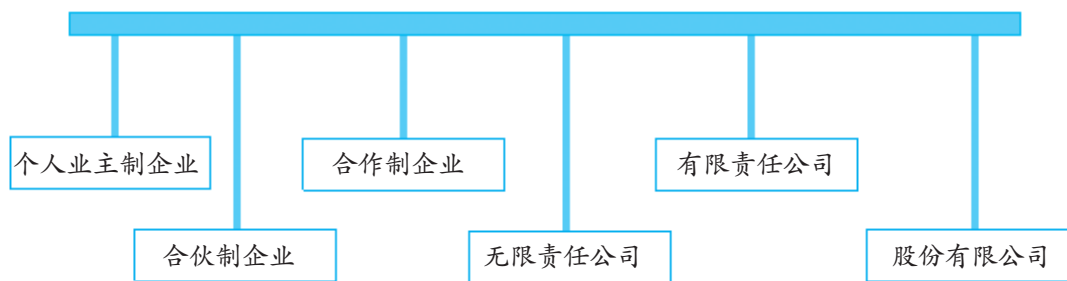 个人业主制企业
合作制企业
有限责任公司
合伙制企业
无限责任公司
股份有限公司